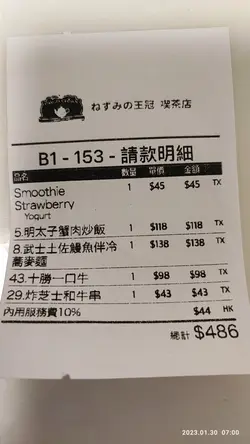 ねずみの王冠 喫茶店
B1 - 153 - 請款明細
品名 數量 單價 金額
Smoothie 1 $45 $45 TX
Strawberry
Yogurt
5.明太子蟹肉炒飯 1 $118 $118 TX
8.武士土佐鰻魚伴冷 1 $138 $138 TX
蕎麥麵
43.十勝一口牛 1 $98 $98 TX
29.炸芝士和牛串 1 $43 $43 TX
內用服務費10% $44 HK
總計 $486
2023.01.30 07:00